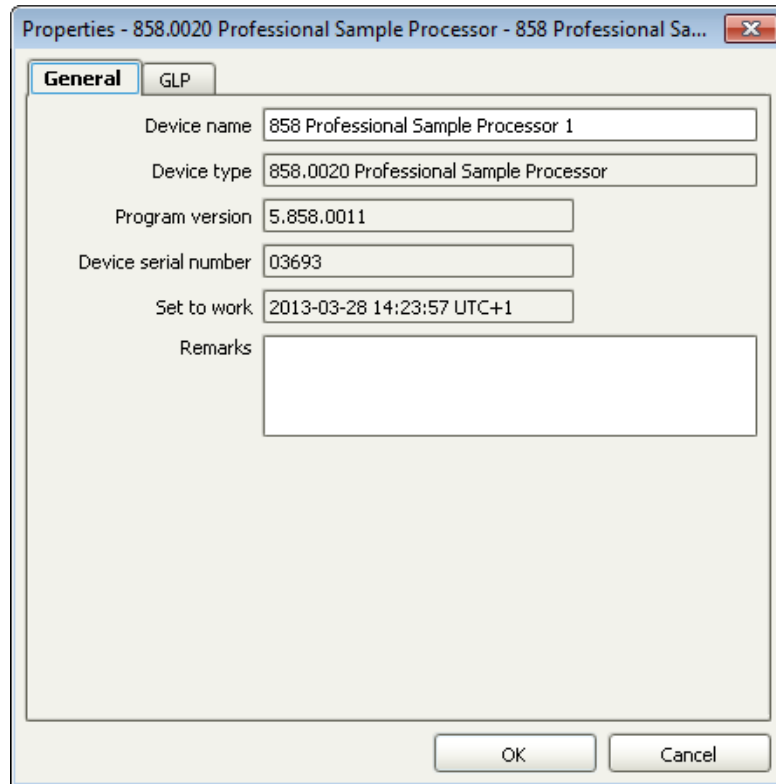 Properties - 858.0020 Professional Sample Processor - 858 Professional Sa...
General GLP
Device name 858 Professional Sample Processor 1
Device type 858.0020 Professional Sample Processor
Program version 5.858.0011
Device serial number 03693
Set to work 2013-03-28 14:23:57 UTC+1
Remarks
OK Cancel